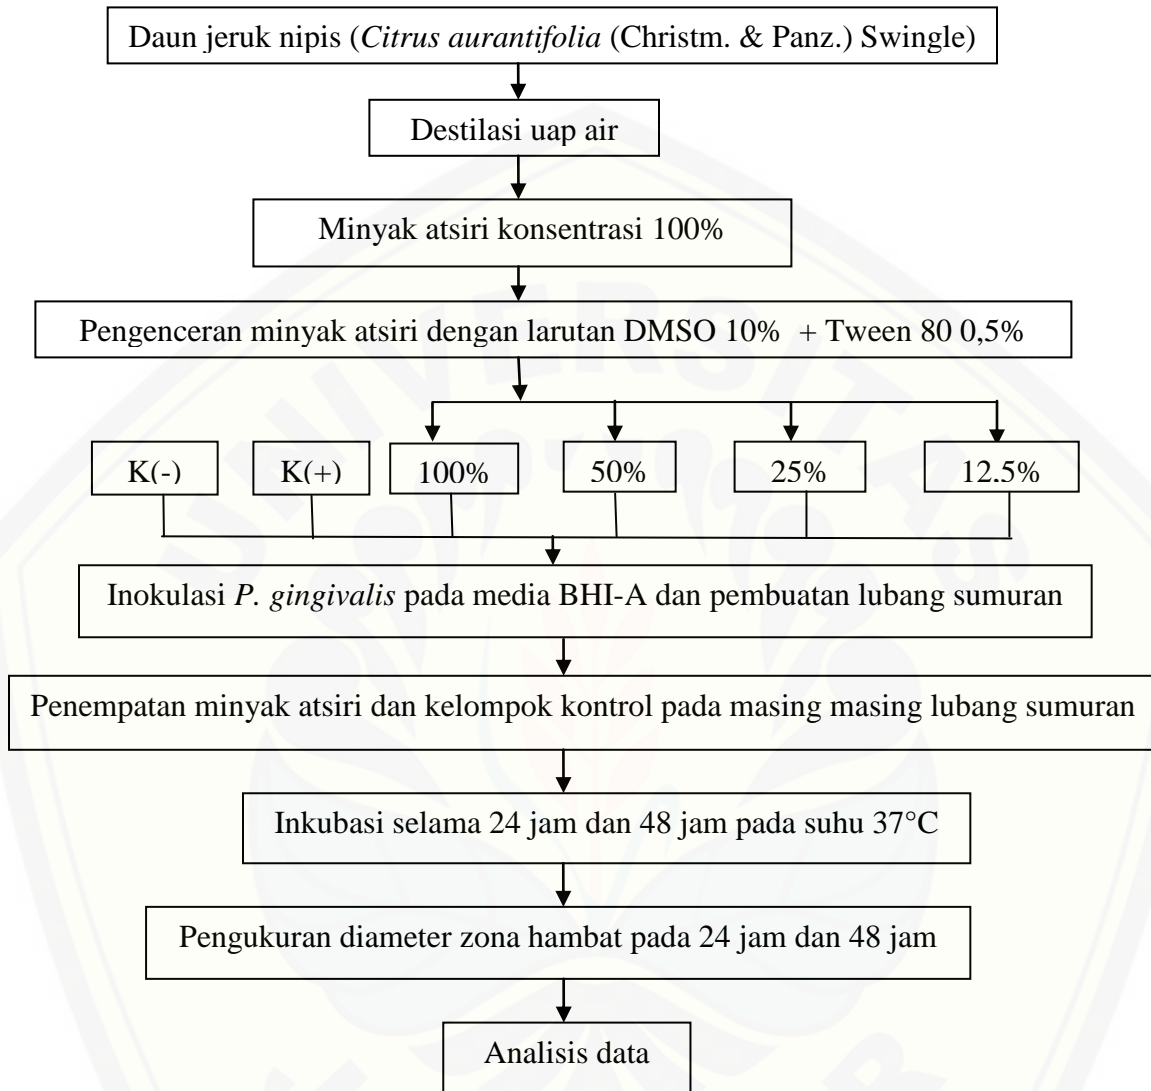 Daun jeruk nipis (Citrus aurantifolia (Christm. & Panz.) Swingle)
Destilasi uap air
Minyak atsiri konsentrasi 100%
Pengenceran minyak atsiri dengan larutan DMSO 10% + Tween 80 0,5%
K(-) K(+) 100% 50% 25% 12.5%
Inokulasi P. gingivalis pada media BHI-A dan pembuatan lubang sumuran
Penempatan minyak atsiri dan kelompok kontrol pada masing masing lubang sumuran
Inkubasi selama 24 jam dan 48 jam pada suhu 37°C
Pengukuran diameter zona hambat pada 24 jam dan 48 jam
Analisis data
UNIVERSITAS